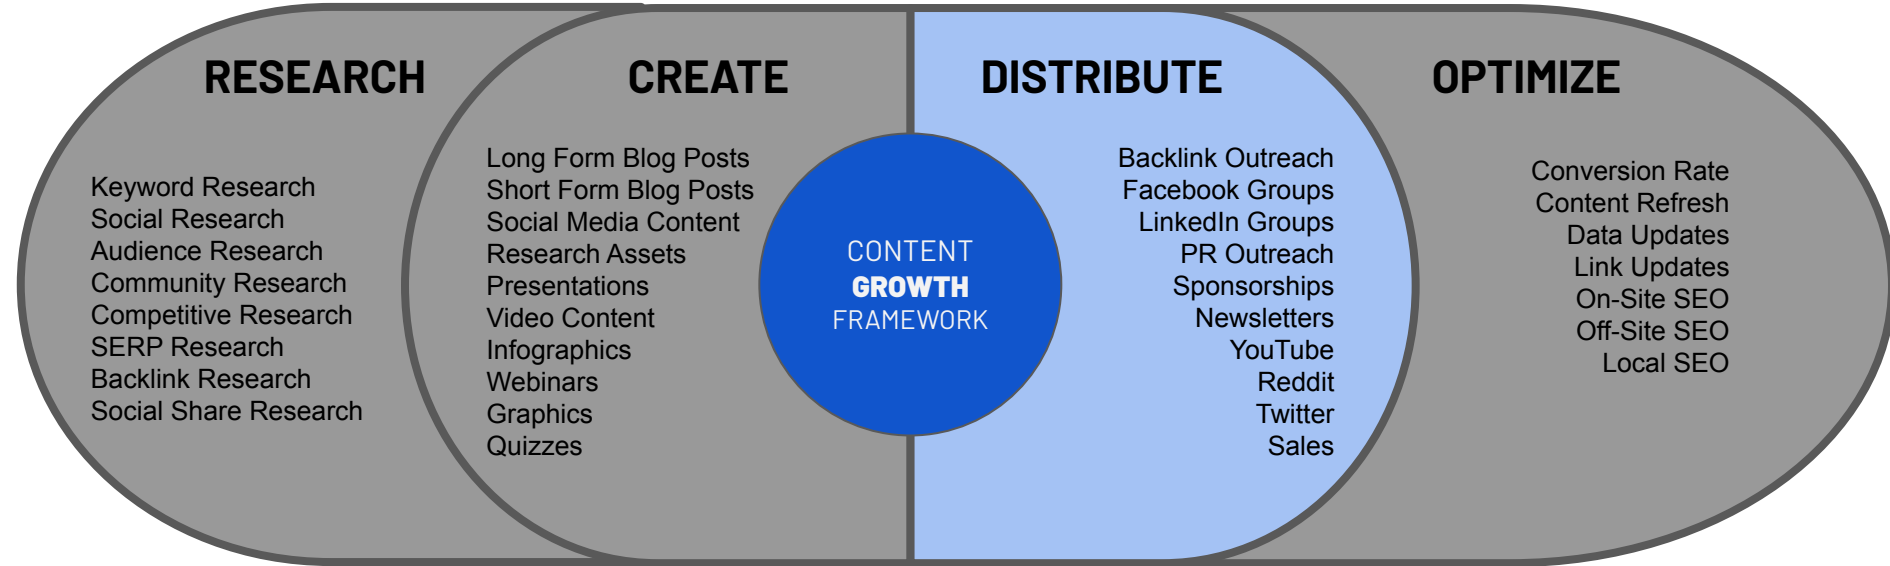 RESEARCH
Keyword Research
Social Research
Audience Research
Community Research
Competitive Research
SERP Research
Backlink Research
Social Share Research
CREATE
Long Form Blog Posts
Short Form Blog Posts
Social Media Content
Research Assets
Presentations
Video Content
Infographics
Webinars
Graphics
Quizzes
CONTENT
GROWTH
FRAMEWORK
DISTRIBUTE
Backlink Outreach
Facebook Groups
LinkedIn Groups
PR Outreach
Sponsorships
Newsletters
YouTube
Reddit
Twitter
Sales
OPTIMIZE
Conversion Rate
Content Refresh
Data Updates
Link Updates
On-Site SEO
Off-Site SEO
Local SEO